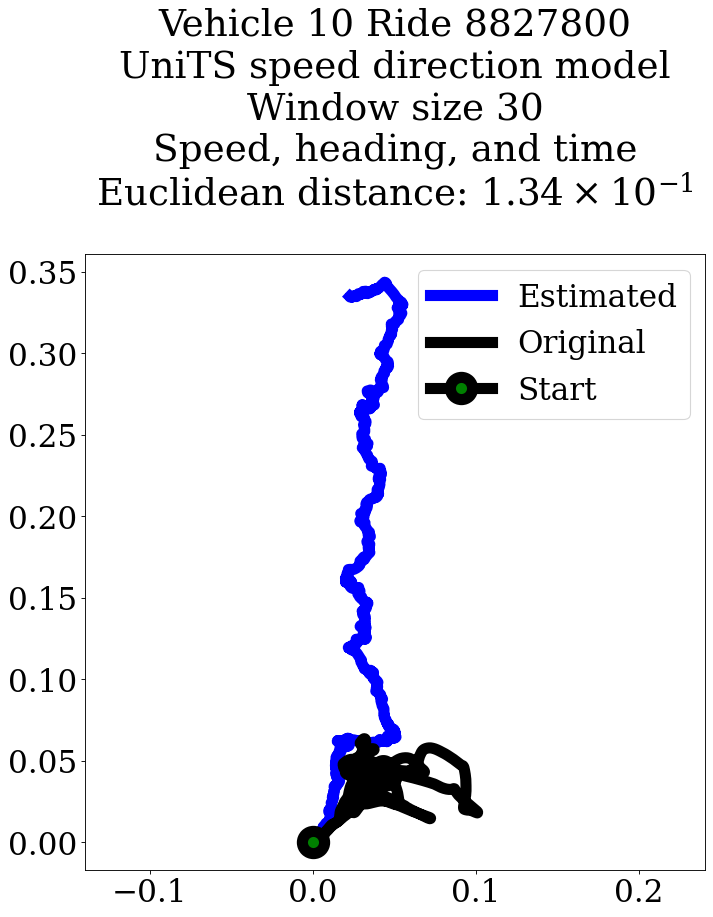 Vehicle 10 Ride 8827800
UniTS speed direction model
Window size 30
Speed, heading, and time
Euclidean distance: $1.34 \times 10^{-1}$
Estimated
Original
Start
0.35
0.30
0.25
0.20
0.15
0.10
0.05
0.00
−0.1 0.0 0.1 0.2